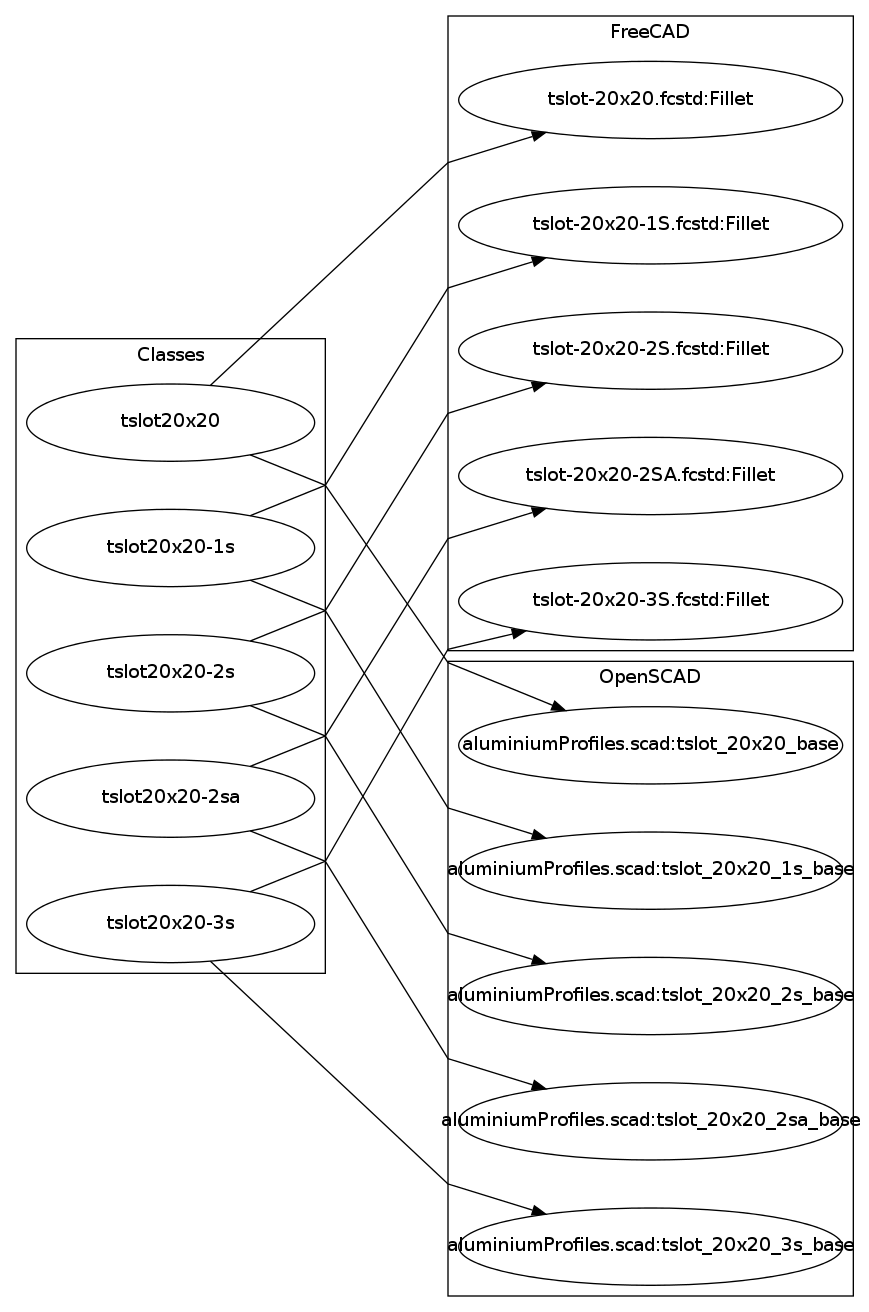 FreeCAD
tslot-20x20.fcstd:Fillet
tslot-20x20-1S.fcstd:Fillet
tslot-20x20-2S.fcstd:Fillet
tslot-20x20-2SA.fcstd:Fillet
tslot-20x20-3S.fcstd:Fillet
Classes
tslot20x20
tslot20x20-1s
tslot20x20-2s
tslot20x20-2sa
tslot20x20-3s
OpenSCAD
aluminiumProfiles.scad:tslot_20x20_base
aluminiumProfiles.scad:tslot_20x20_1s_base
aluminiumProfiles.scad:tslot_20x20_2s_base
aluminiumProfiles.scad:tslot_20x20_2sa_base
aluminiumProfiles.scad:tslot_20x20_3s_base